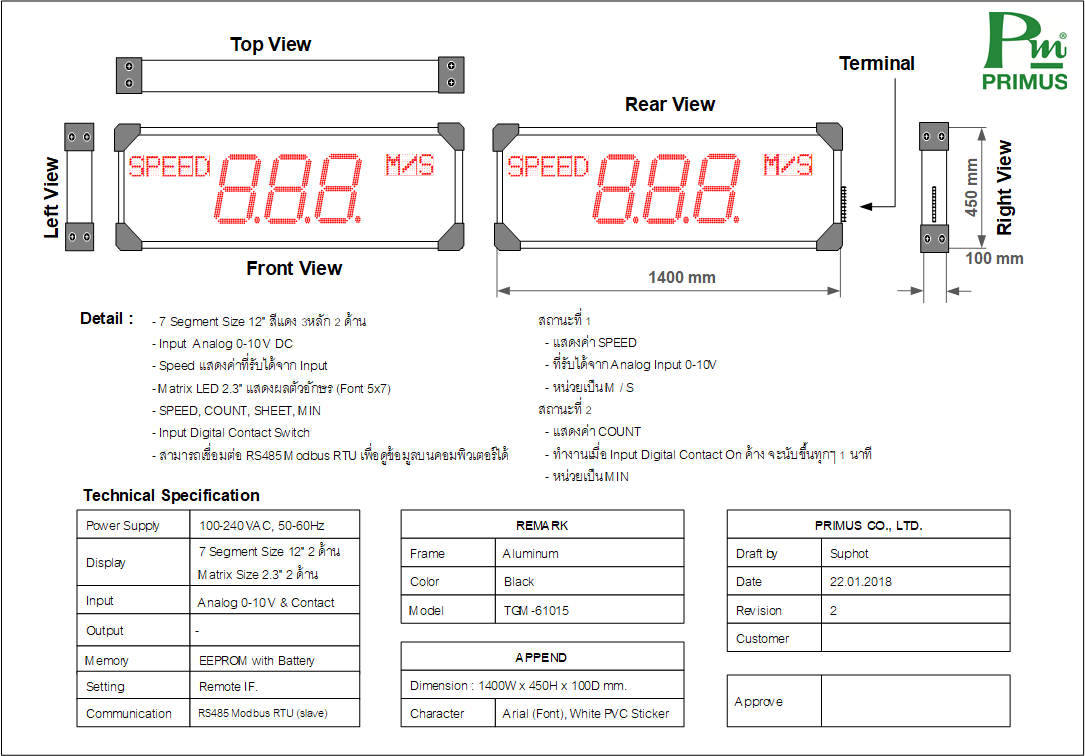 Top View
Pm®
PRIMUS
Terminal
Rear View
Left View
SPEED 8.8.8. M/S
SPEED 8.8.8. M/S
450 mm
Right View
Front View
1400 mm
100 mm
Detail :
- 7 Segment Size 12" สีแดง 3หลัก 2 ด้าน
- Input Analog 0-10V DC
- Speed แสดงค่าที่รับได้จาก Input
- Matrix LED 2.3" แสดงผลตัวอักษร (Font 5x7)
- SPEED, COUNT, SHEET, MIN
- Input Digital Contact Switch
- สามารถเชื่อมต่อ RS485 Modbus RTU เพื่อดูข้อมูลบนคอมพิวเตอร์ได้
สถานะที่ 1
- แสดงค่า SPEED
- ที่รับได้จาก Analog Input 0-10V
- หน่วยเป็น M / S
สถานะที่ 2
- แสดงค่า COUNT
- ทำงานเมื่อ Input Digital Contact On ค้าง จะนับขึ้นทุกๆ 1 นาที
- หน่วยเป็น MIN
Technical Specification
Power Supply 100-240 VAC, 50-60Hz
Display 7 Segment Size 12" 2 ด้าน
Matrix Size 2.3" 2 ด้าน
Input Analog 0-10V & Contact
Output -
Memory EEPROM with Battery
Setting Remote IF.
Communication RS485 Modbus RTU (slave)
REMARK
Frame Aluminum
Color Black
Model TGM-61015
APPEND
Dimension : 1400W x 450H x 100D mm.
Character Arial (Font), White PVC Sticker
PRIMUS CO., LTD.
Draft by Suphot
Date 22.01.2018
Revision 2
Customer
Approve